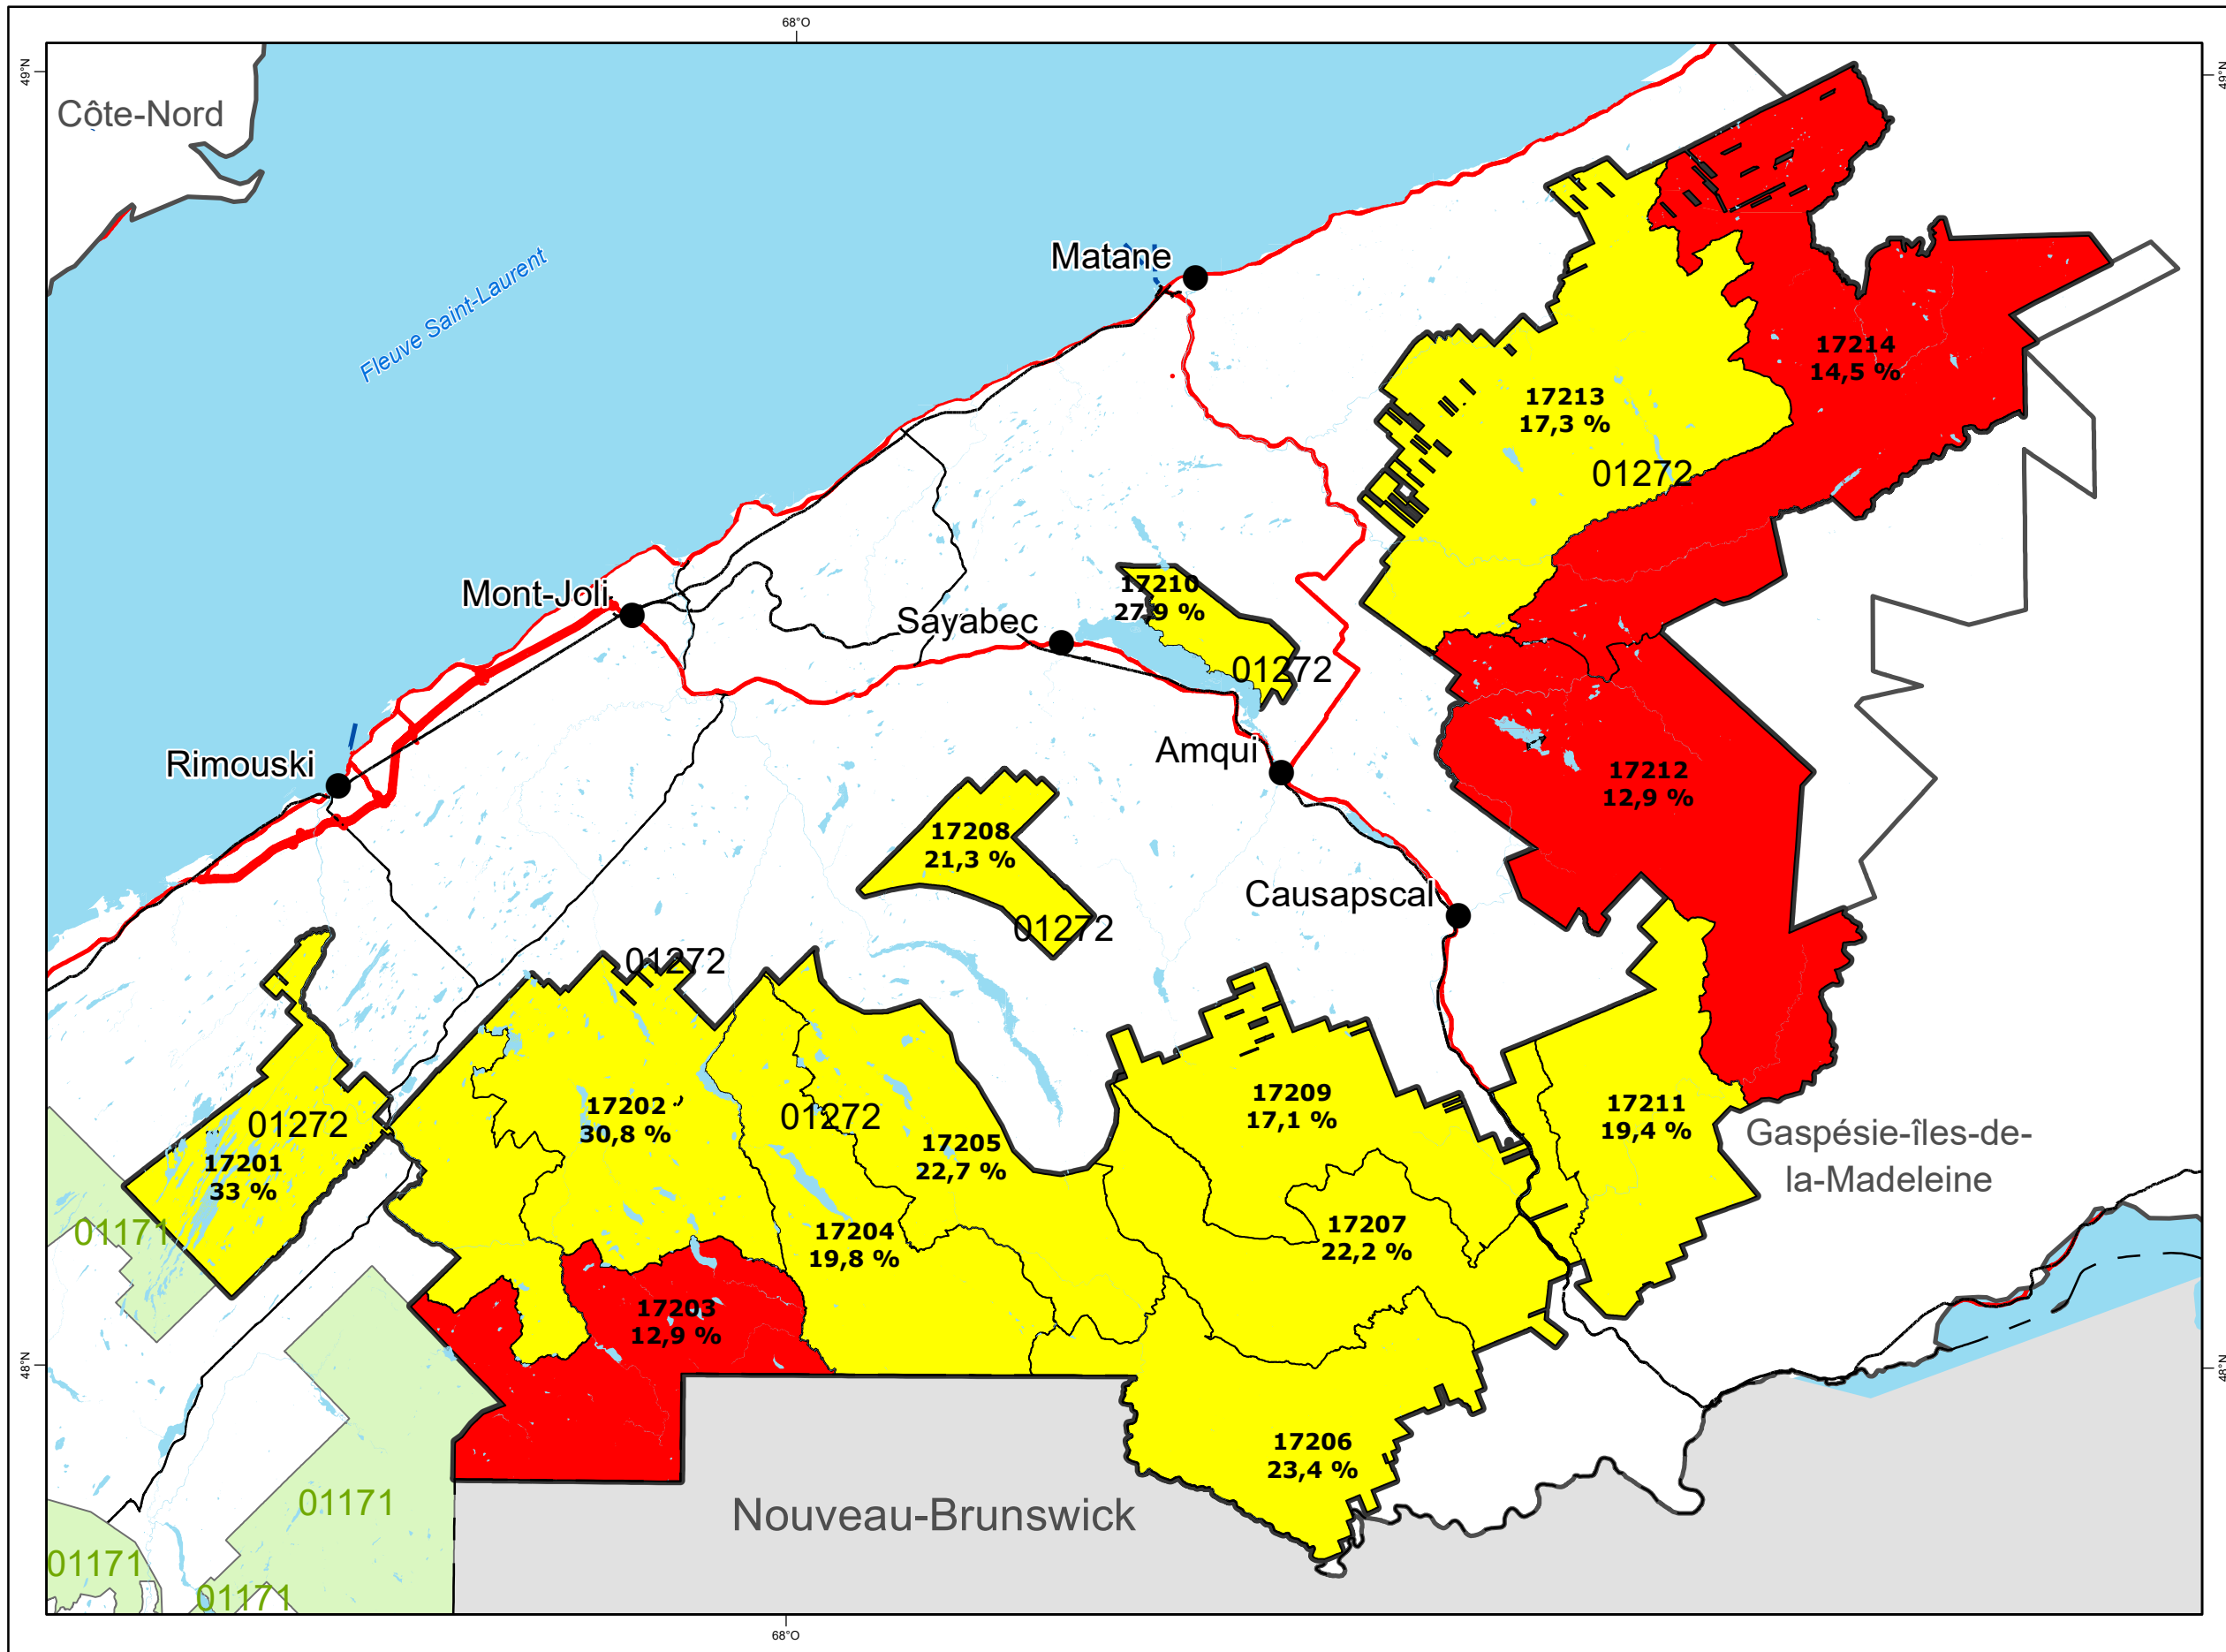 68°O
49°N
49°N
Côte-Nord
Fleuve Saint-Laurent
Matane
17214
14,5 %
17213
17,3 %
01272
17210
27,9 %
Mont-Joli
Sayabec
01272
Rimouski
Amqui
17212
12,9 %
17208
21,3 %
01272
Causapscal
01272
17202
30,8 %
01272
17201
33 %
01272
17205
22,7 %
17209
17,1 %
17211
19,4 %
Gaspésie-îles-de-
la-Madeleine
01171
17204
19,8 %
17207
22,2 %
17203
12,9 %
48°N
48°N
17206
23,4 %
01171
Nouveau-Brunswick
01171
01171
68°O